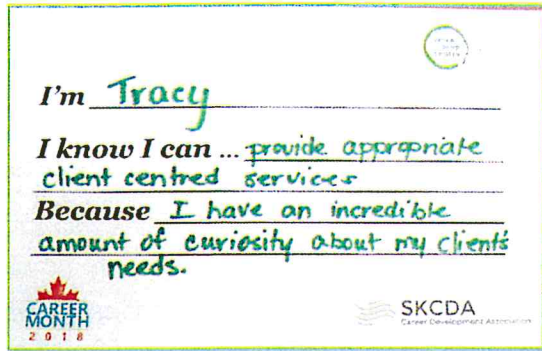 I'm Tracy
I know I can ... provide appropriate
client centred services
Because I have an incredible
amount of curiosity about my client's
needs.
CAREER
MONTH
2018
SKCDA
Career Development Association